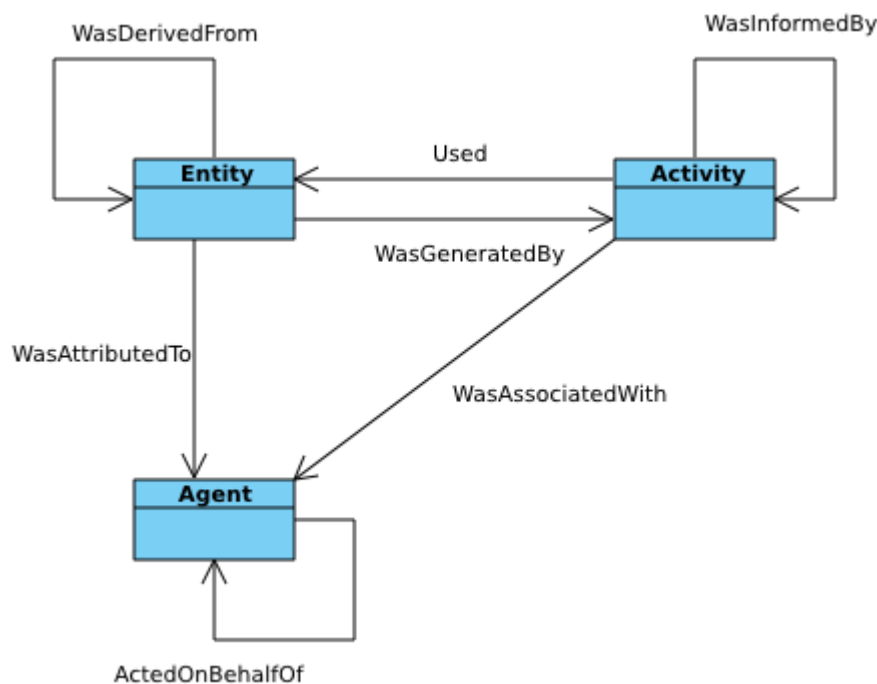 WasDerivedFrom
WasInformedBy
Used
Entity
Activity
WasGeneratedBy
WasAttributedTo
WasAssociatedWith
Agent
ActedOnBehalfOf